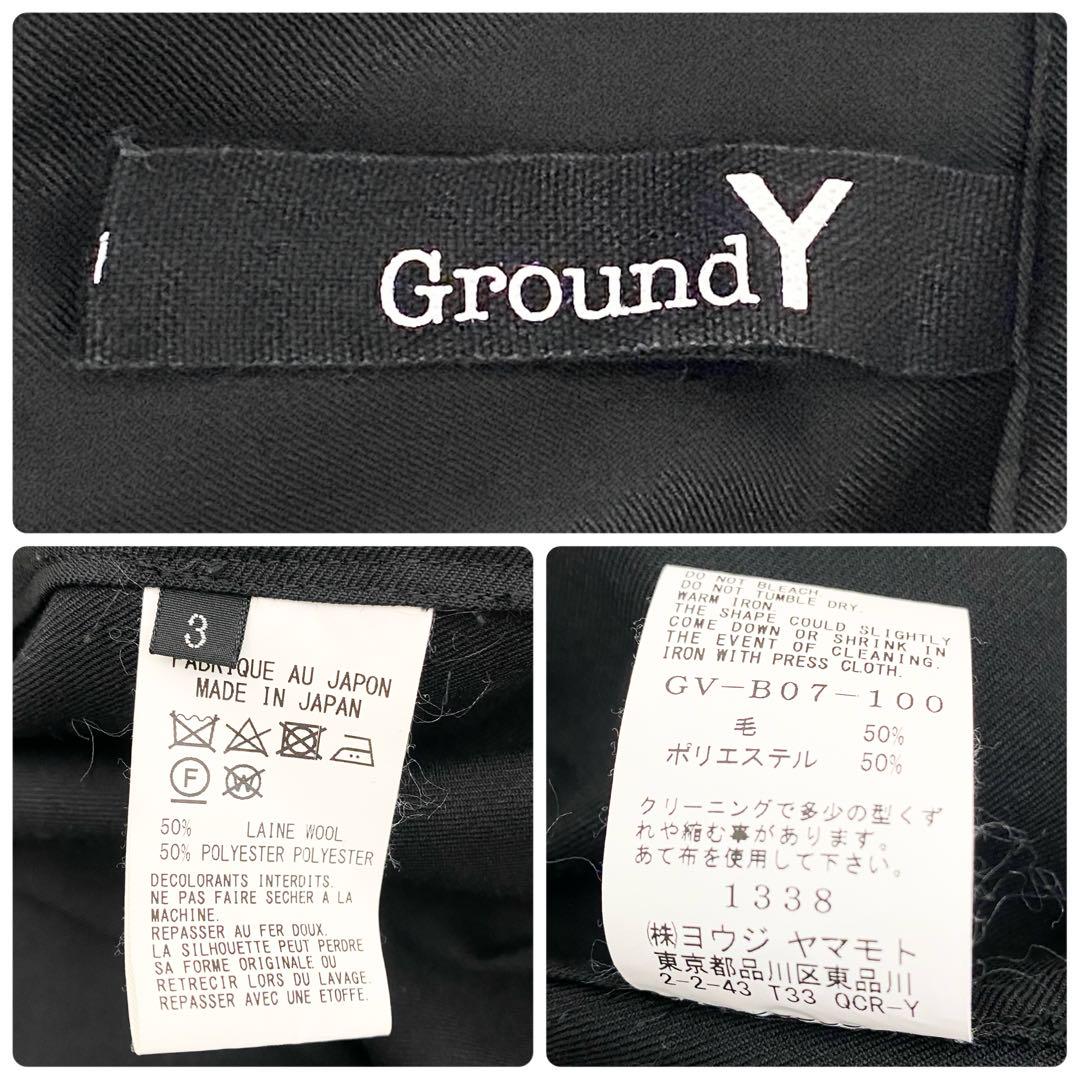 GroundY
3
FABRIQUE AU JAPON
MADE IN JAPAN
F
W
50% LAINE WOOL
50% POLYESTER POLYESTER
DECOLORANTS INTERDITS.
NE PAS FAIRE SECHER A LA
MACHINE.
REPASSER AU FER DOUX.
LA SILHOUETTE PEUT PERDRE
SA FORME ORIGINALE OU
RETRECIR LORS DU LAVAGE.
REPASSER AVEC UNE ETOFFE.
DO NOT BLEACH.
DO NOT TUMBLE DRY.
WARM IRON
THE SHAPE COULD SLIGHTLY
COME DOWN OR SHRINK IN
THE EVENT OF CLEANING.
IRON WITH PRESS CLOTH.
GV-B07-100
毛 50%
ポリエステル 50%
クリーニングで多少の型くず
れや縮む事があります。
あて布を使用して下さい。
1338
㈱ヨウジ ヤマモト
東京都品川区東品川
2-2-43 T33 QCR-Y